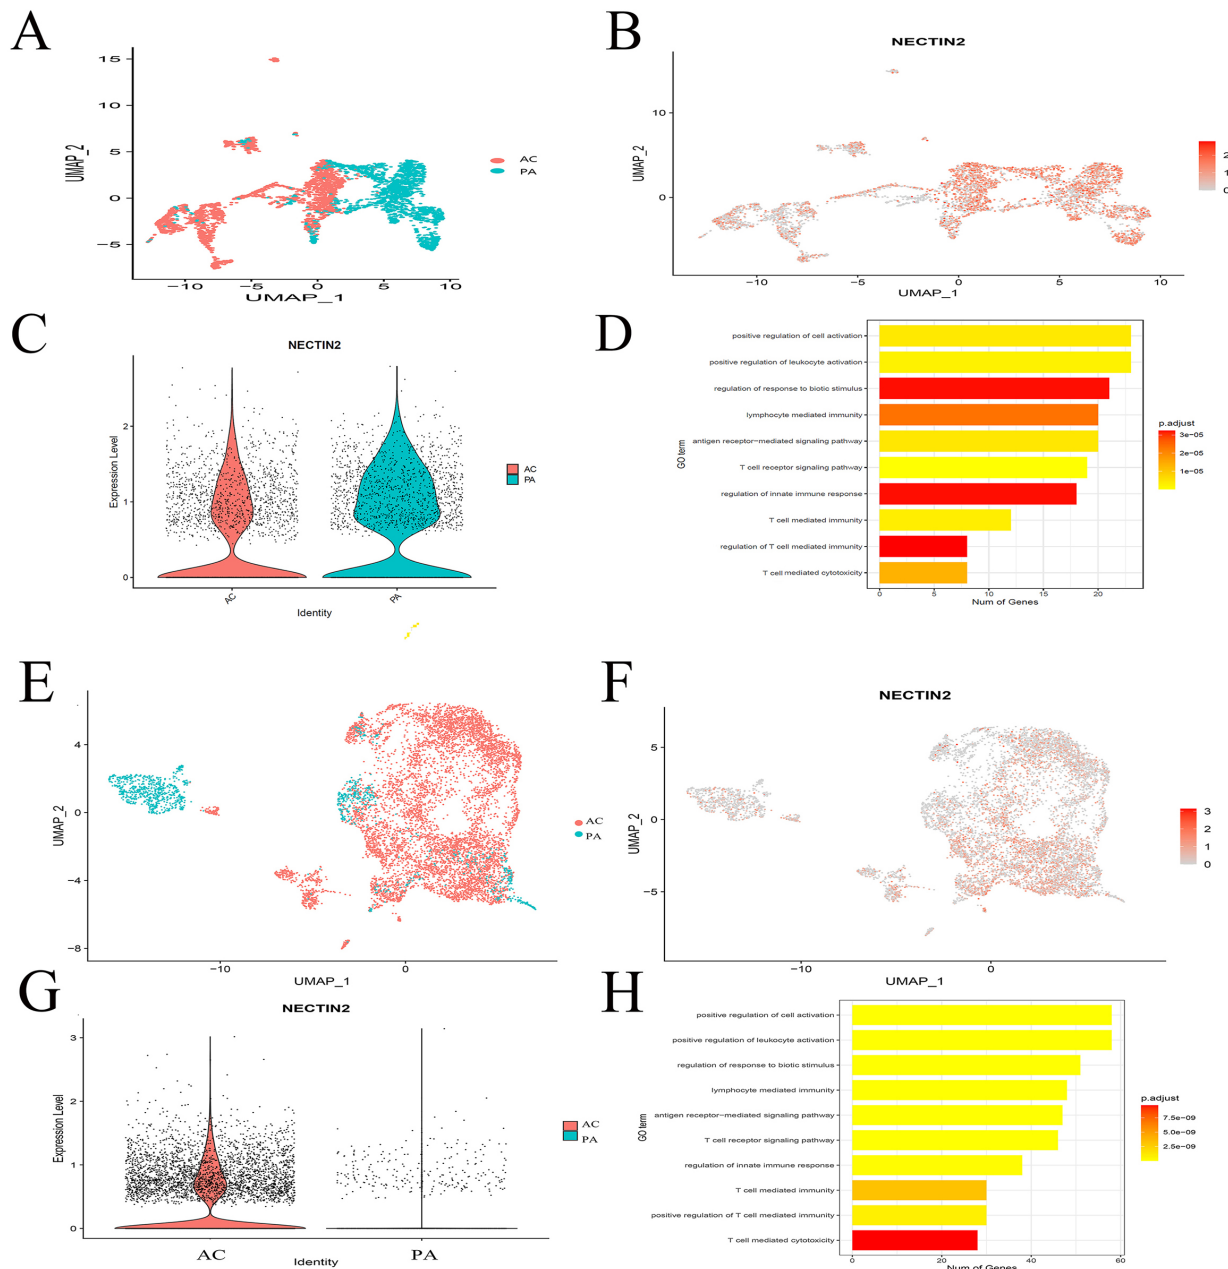 A
15
10
5
0
−5
UMAP_2
−10
−5
0
5
10
UMAP_1
AC
PA
B
NECTIN2
10
0
UMAP_2
−10
−5
0
5
10
UMAP_1
2
1
0
C
NECTIN2
Expression Level
2
1
0
AC
PA
Identity
AC
PA
D
GO term
positive regulation of cell activation
positive regulation of leukocyte activation
regulation of response to biotic stimulus
lymphocyte mediated immunity
antigen receptor−mediated signaling pathway
T cell receptor signaling pathway
regulation of innate immune response
T cell mediated immunity
regulation of T cell mediated immunity
T cell mediated cytotoxicity
0
5
10
15
20
Num of Genes
p.adjust
3e−05
2e−05
1e−05
E
UMAP_2
4
0
−4
−8
−10
0
UMAP_1
AC
PA
F
NECTIN2
UMAP_2
5
0
−5
−10
0
UMAP_1
3
2
1
0
G
NECTIN2
Expression Level
3
2
1
0
AC
PA
Identity
AC
PA
H
GO term
positive regulation of cell activation
positive regulation of leukocyte activation
regulation of response to biotic stimulus
lymphocyte mediated immunity
antigen receptor−mediated signaling pathway
T cell receptor signaling pathway
regulation of innate immune response
T cell mediated immunity
positive regulation of T cell mediated immunity
T cell mediated cytotoxicity
0
20
40
60
Num of Genes
p.adjust
7.5e−09
5.0e−09
2.5e−09